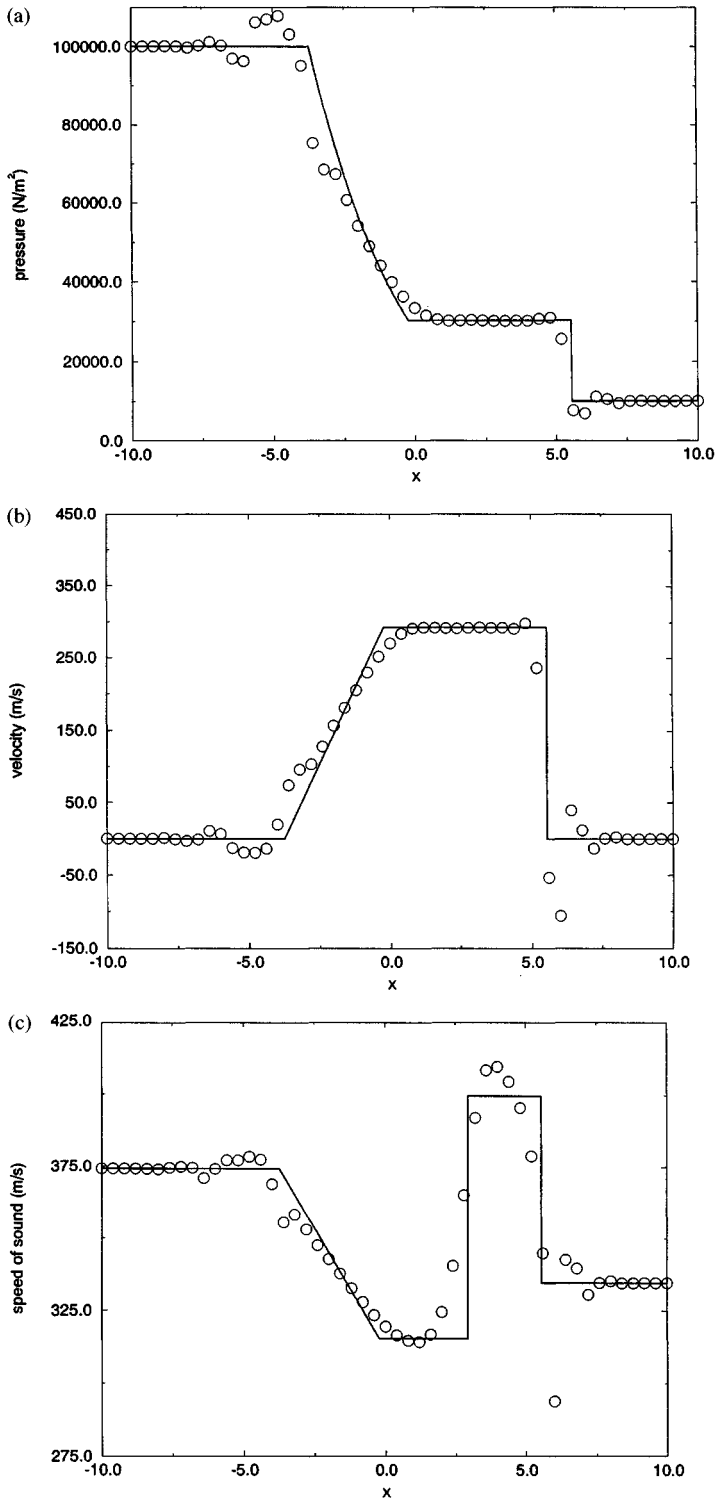 (a)
100000.0
80000.0
60000.0
40000.0
20000.0
0.0
pressure (N/m²)
-10.0 -5.0 0.0 5.0 10.0
x
(b)
450.0
350.0
250.0
150.0
50.0
-50.0
-150.0
velocity (m/s)
-10.0 -5.0 0.0 5.0 10.0
x
(c)
425.0
375.0
325.0
275.0
speed of sound (m/s)
-10.0 -5.0 0.0 5.0 10.0
x